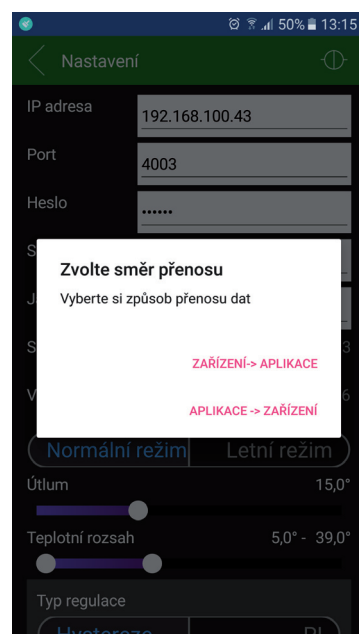 50% 13:15
Nastavení
IP adresa
192.168.100.43
Port
4003
Heslo
••••••
S
Zvolte směr přenosu
J
Vyberte si způsob přenosu dat
S
3
ZAŘÍZENÍ-> APLIKACE
V
6
APLIKACE -> ZAŘÍZENÍ
Normální režim Letní režim
Útlum 15,0°
Teplotní rozsah 5,0° - 39,0°
Typ regulace
Hystereze PI